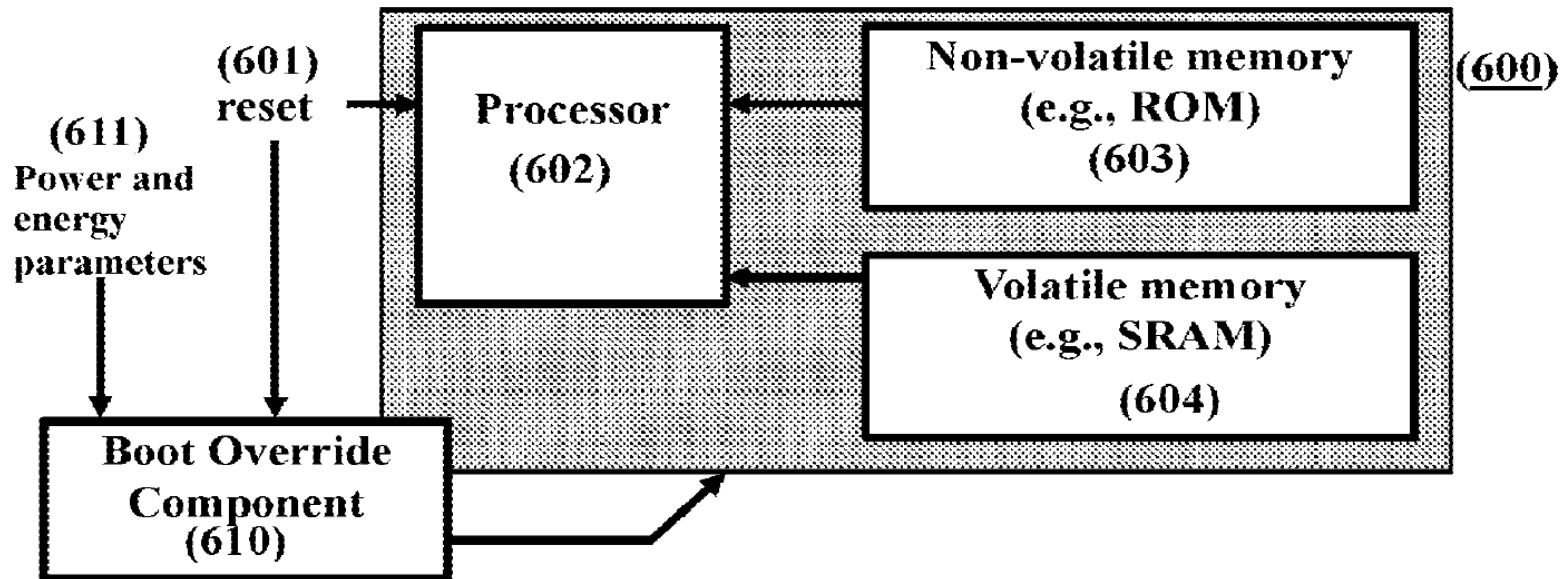 (601)
reset
(611)
Power and
energy
parameters
Processor
(602)
Non-volatile memory
(e.g., ROM)
(603)
(600)
Volatile memory
(e.g., SRAM)
(604)
Boot Override
Component
(610)